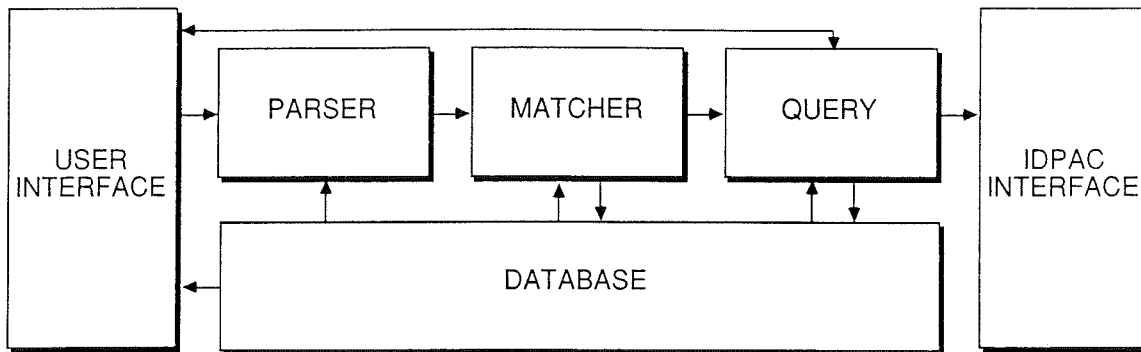 USER
INTERFACE
PARSER
MATCHER
QUERY
IDPAC
INTERFACE
DATABASE